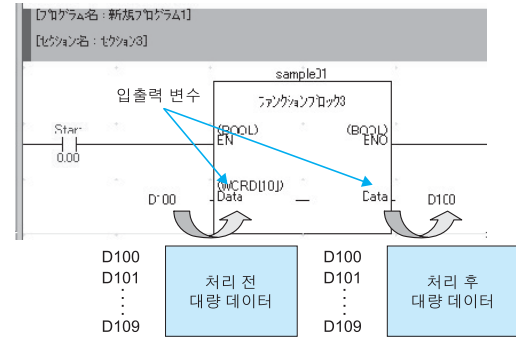 [プログラム名 : 新規プログラム1]
[セクション名 : セクション3]
sample01
입출력 변수
ファンクションブロック3
Start
(BOOL)
(BOOL)
EN
ENO
0.00
(WORD[10])
D100
Data
Data
D100
D100
D101
D109
처리 전
대량 데이터
D100
D101
D109
처리 후
대량 데이터